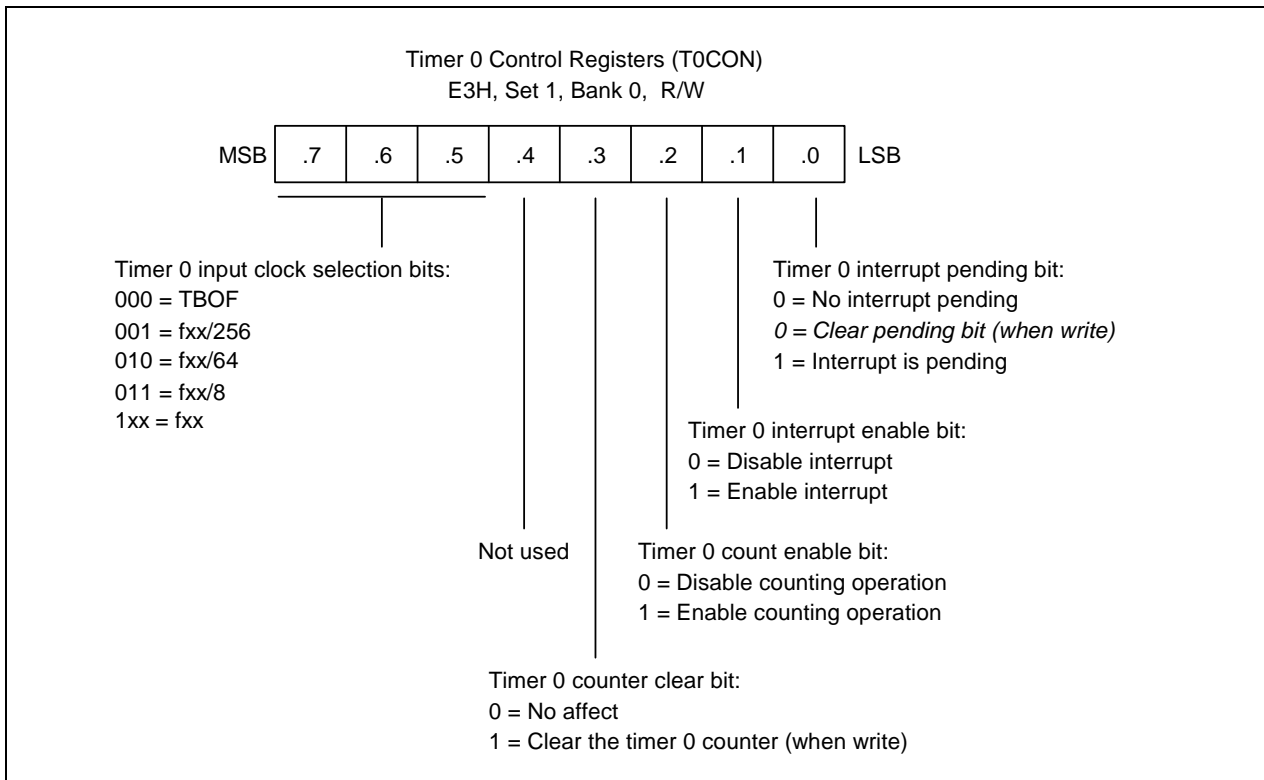 Timer 0 Control Registers (T0CON)
E3H, Set 1, Bank 0, R/W
MSB .7 .6 .5 .4 .3 .2 .1 .0 LSB
Timer 0 input clock selection bits:
000 = TBOF
001 = fxx/256
010 = fxx/64
011 = fxx/8
1xx = fxx
Timer 0 interrupt pending bit:
0 = No interrupt pending
0 = Clear pending bit (when write)
1 = Interrupt is pending
Timer 0 interrupt enable bit:
0 = Disable interrupt
1 = Enable interrupt
Not used
Timer 0 count enable bit:
0 = Disable counting operation
1 = Enable counting operation
Timer 0 counter clear bit:
0 = No affect
1 = Clear the timer 0 counter (when write)